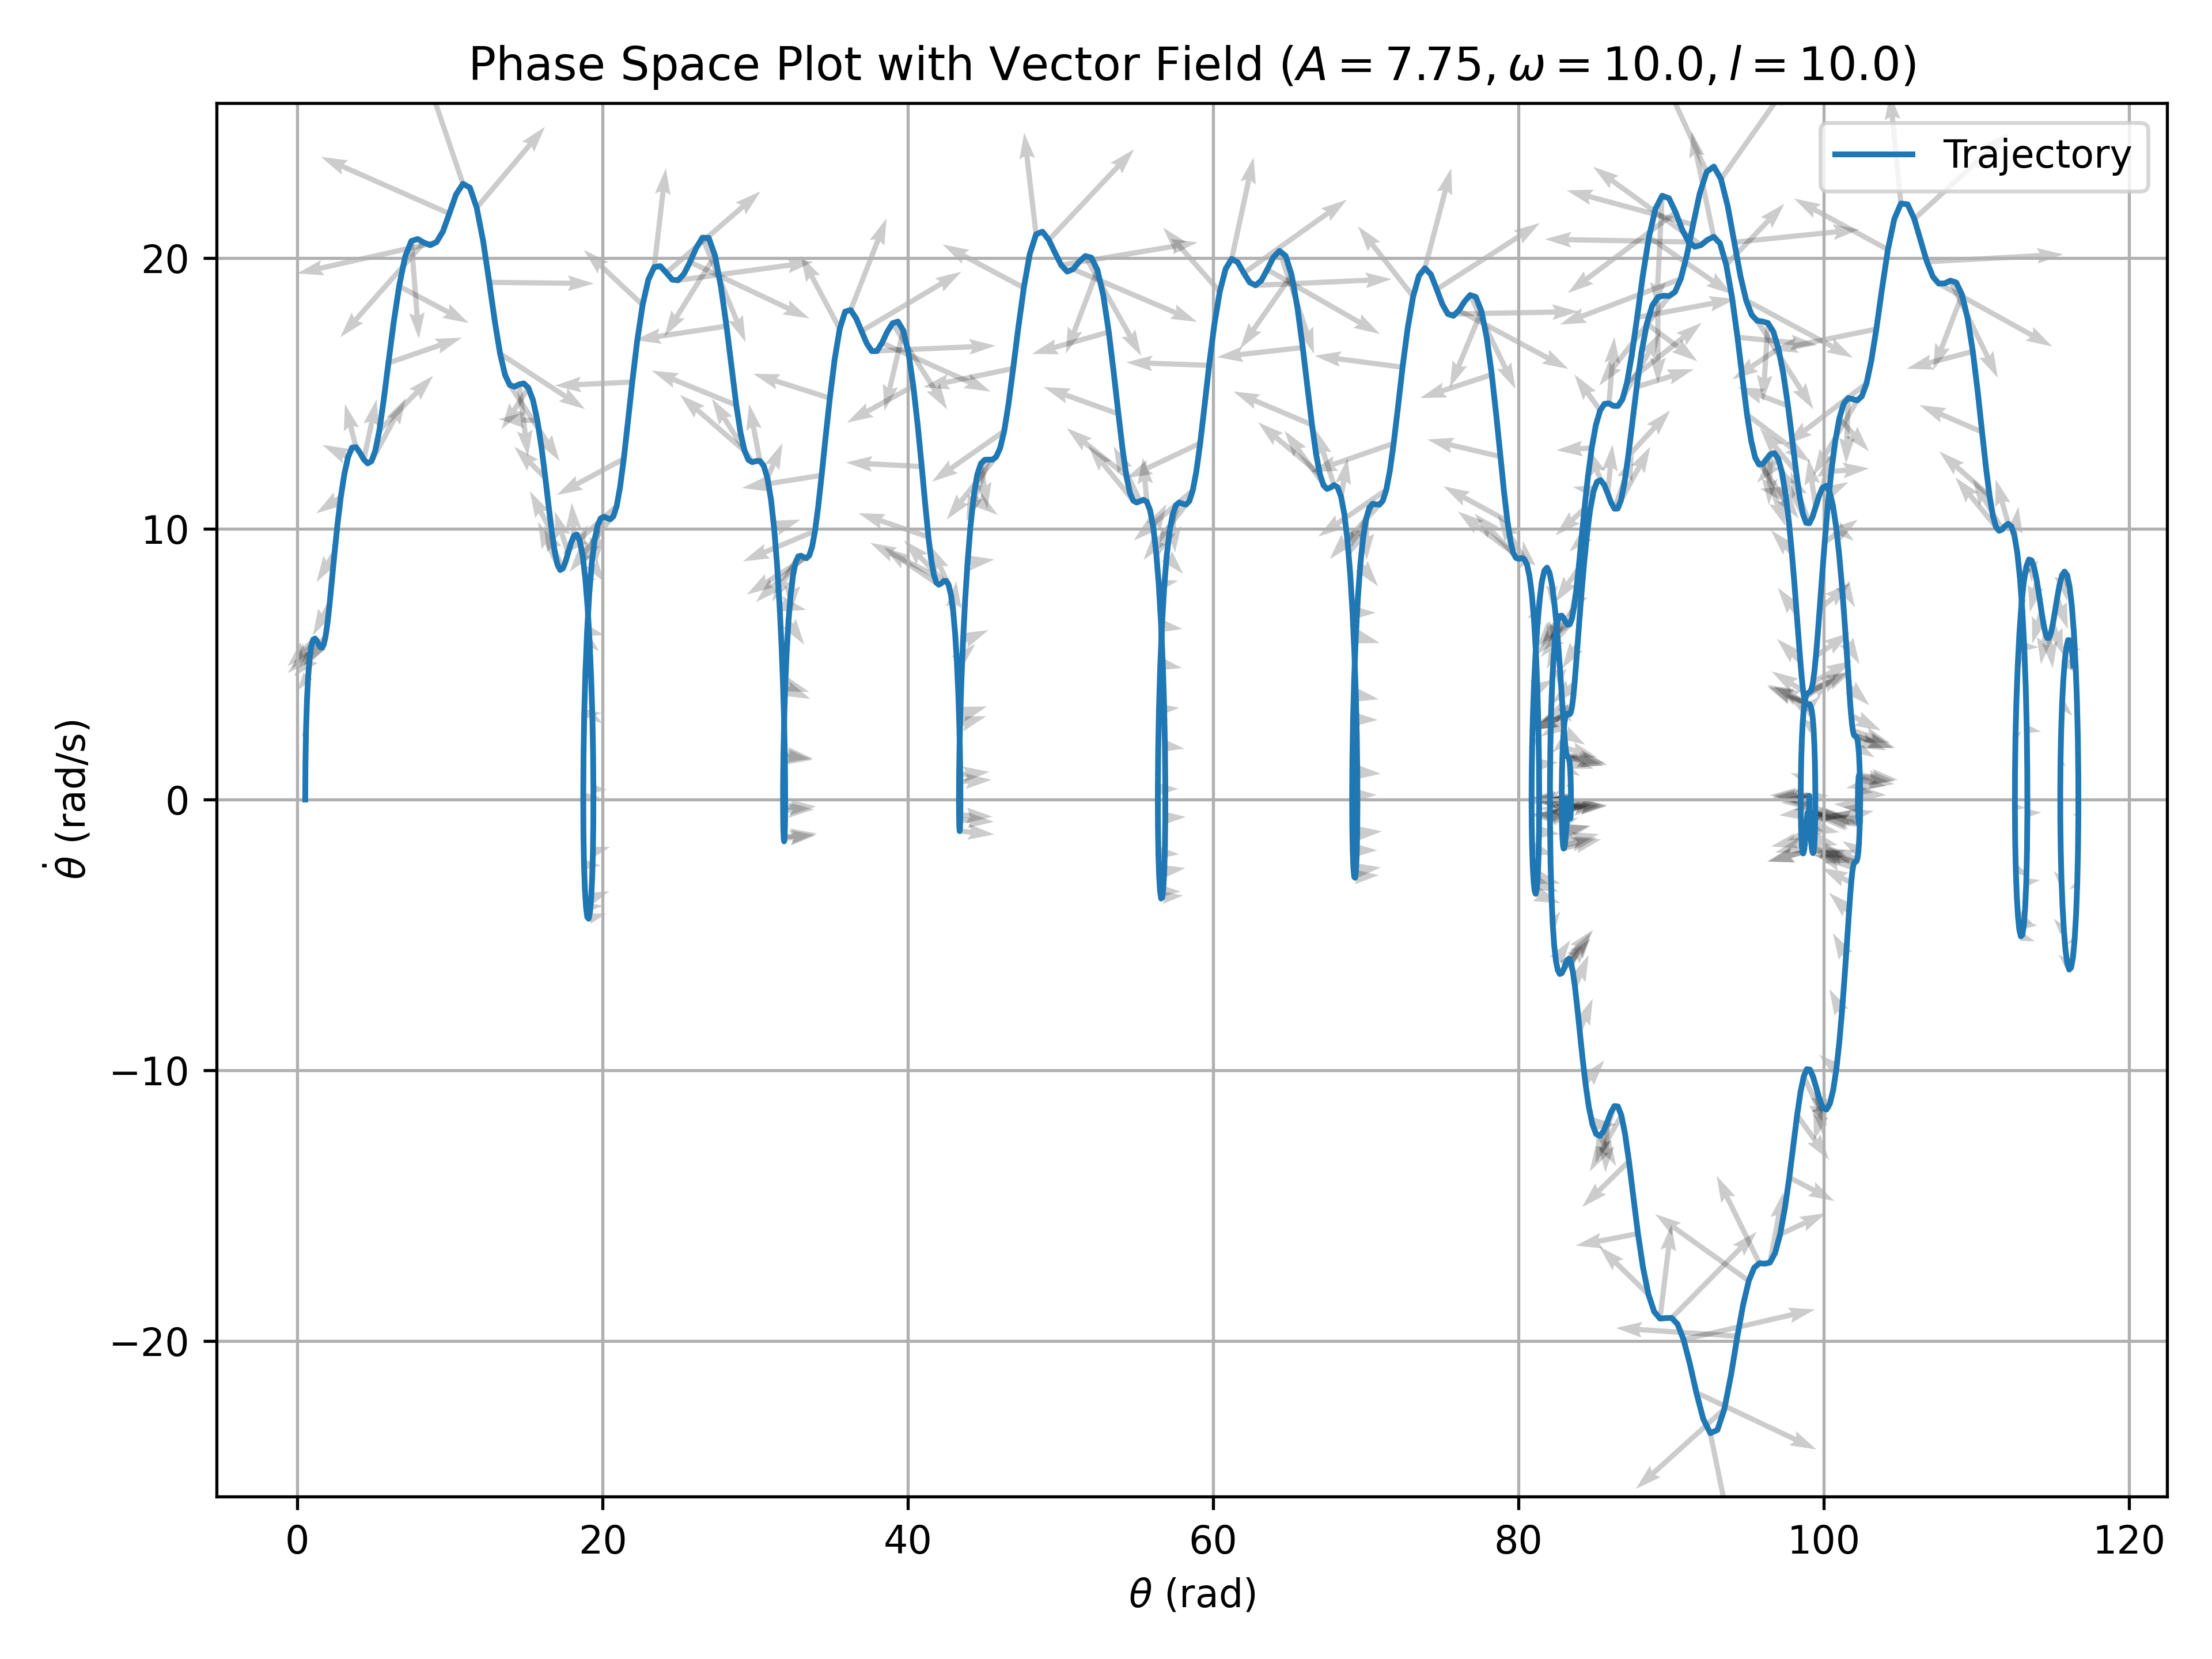 Phase Space Plot with Vector Field (A = 7.75, ω = 10.0, l = 10.0)
Trajectory
20
10
0
−10
−20
θ̇ (rad/s)
0 20 40 60 80 100 120
θ (rad)